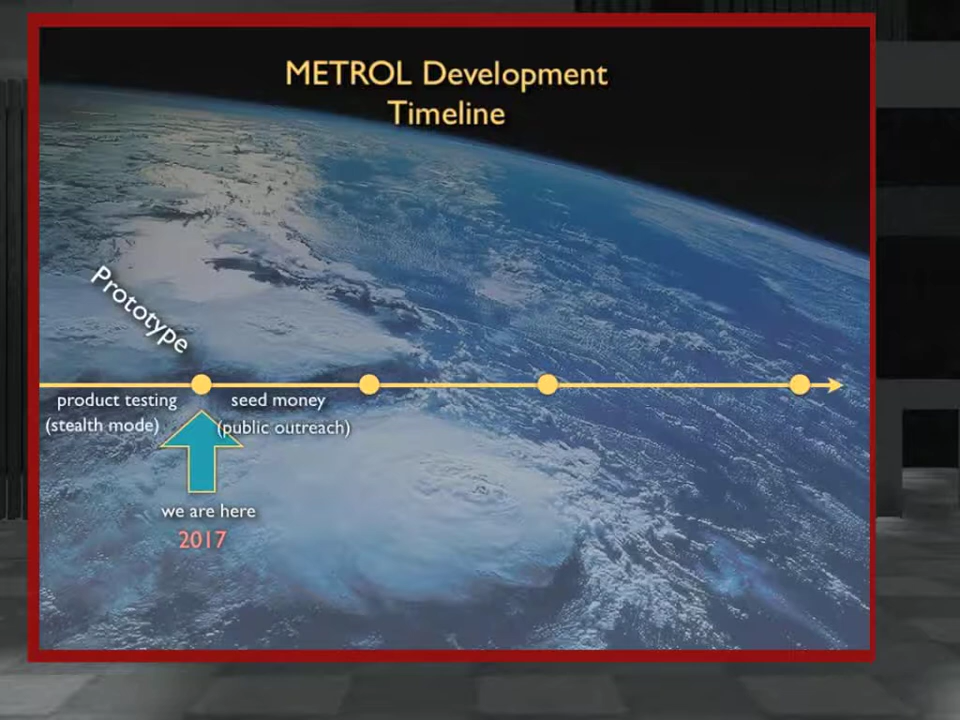 METROL Development
Timeline
Prototype
product testing
(stealth mode)
seed money
(public outreach)
we are here
2017